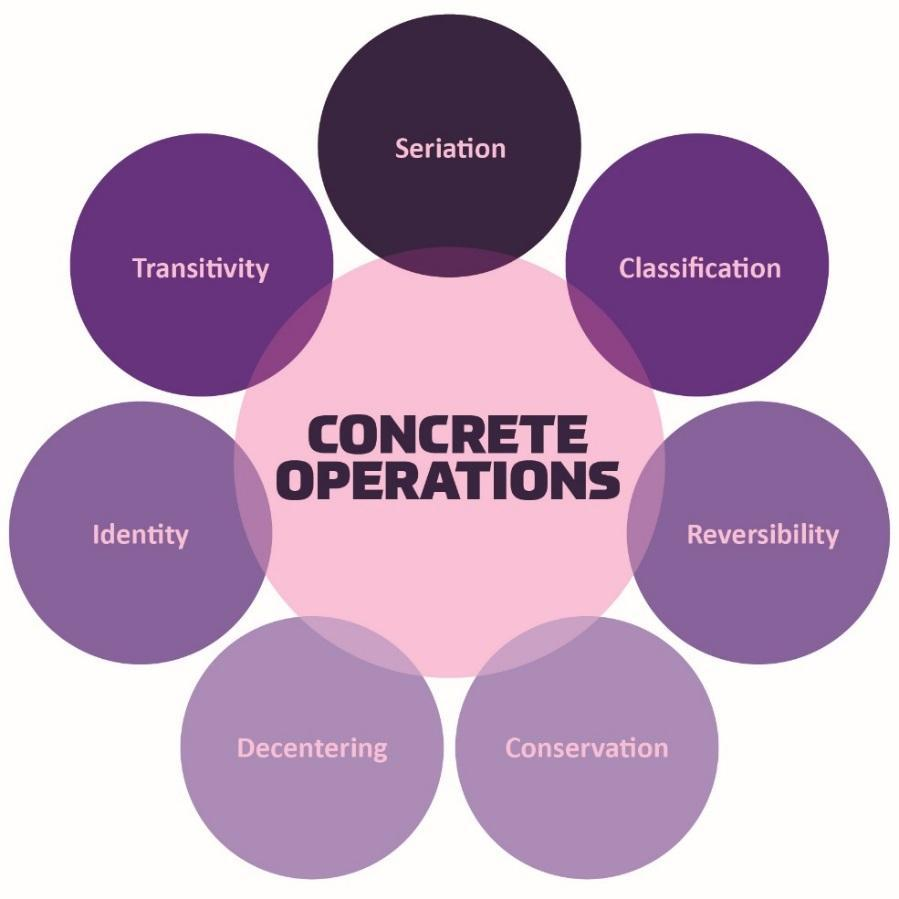 Seriation
Transitivity
Classification
CONCRETE
OPERATIONS
Identity
Reversibility
Decentering
Conservation